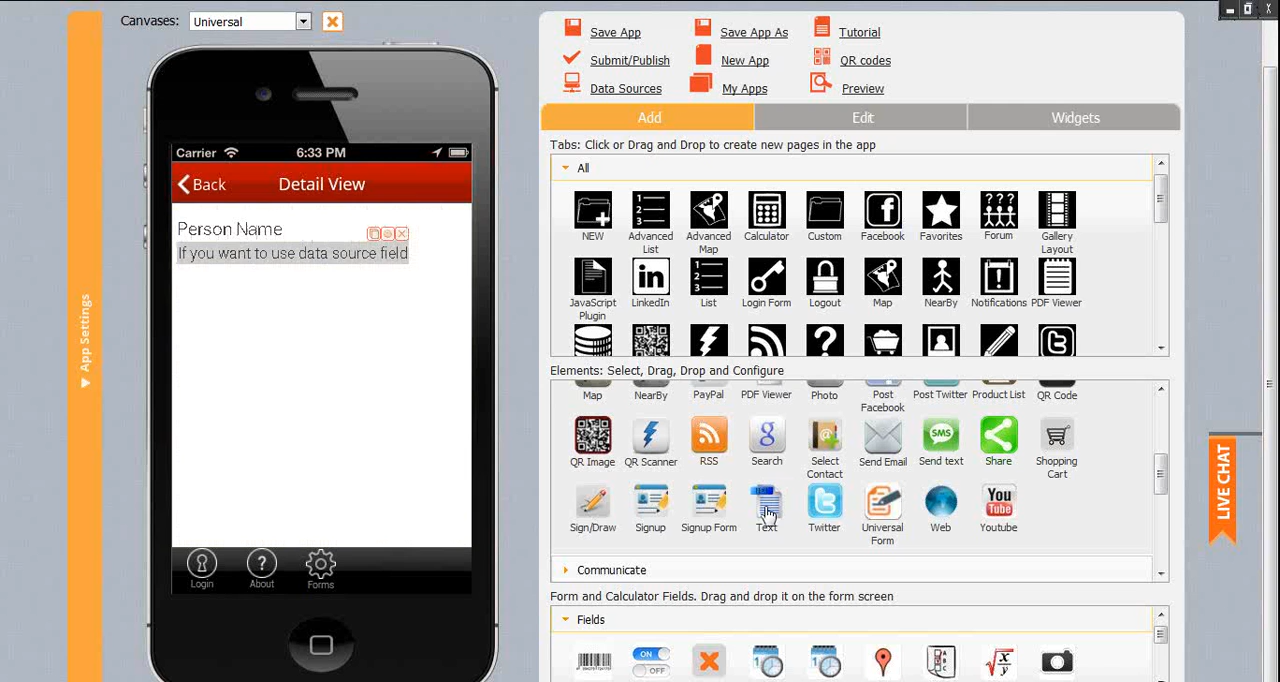 Canvases: Universal
Save App
Save App As
Tutorial
Submit/Publish
New App
QR codes
Data Sources
My Apps
Preview
Add
Edit
Widgets
Tabs: Click or Drag and Drop to create new pages in the app
All
NEW
Advanced List
Advanced Map
Calculator
Custom
Facebook
Favorites
Forum
Gallery Layout
JavaScript Plugin
LinkedIn
List
Login Form
Logout
Map
NearBy
Notifications
PDF Viewer
Elements: Select, Drag, Drop and Configure
Map
NearBy
PayPal
PDF Viewer
Photo
Post Facebook
Post Twitter
Product List
QR Code
QR Image
QR Scanner
RSS
Search
Select Contact
SMS
Send Email
Send text
Share
Shopping Cart
Sign/Draw
Signup
Signup Form
Text
Twitter
Universal Form
Web
You Tube
Youtube
Communicate
Form and Calculator Fields. Drag and drop it on the form screen
Fields
ON
OFF
App Settings
Carrier
6:33 PM
Back
Detail View
Person Name
If you want to use data source field
Login
About
Forms
LIVE CHAT